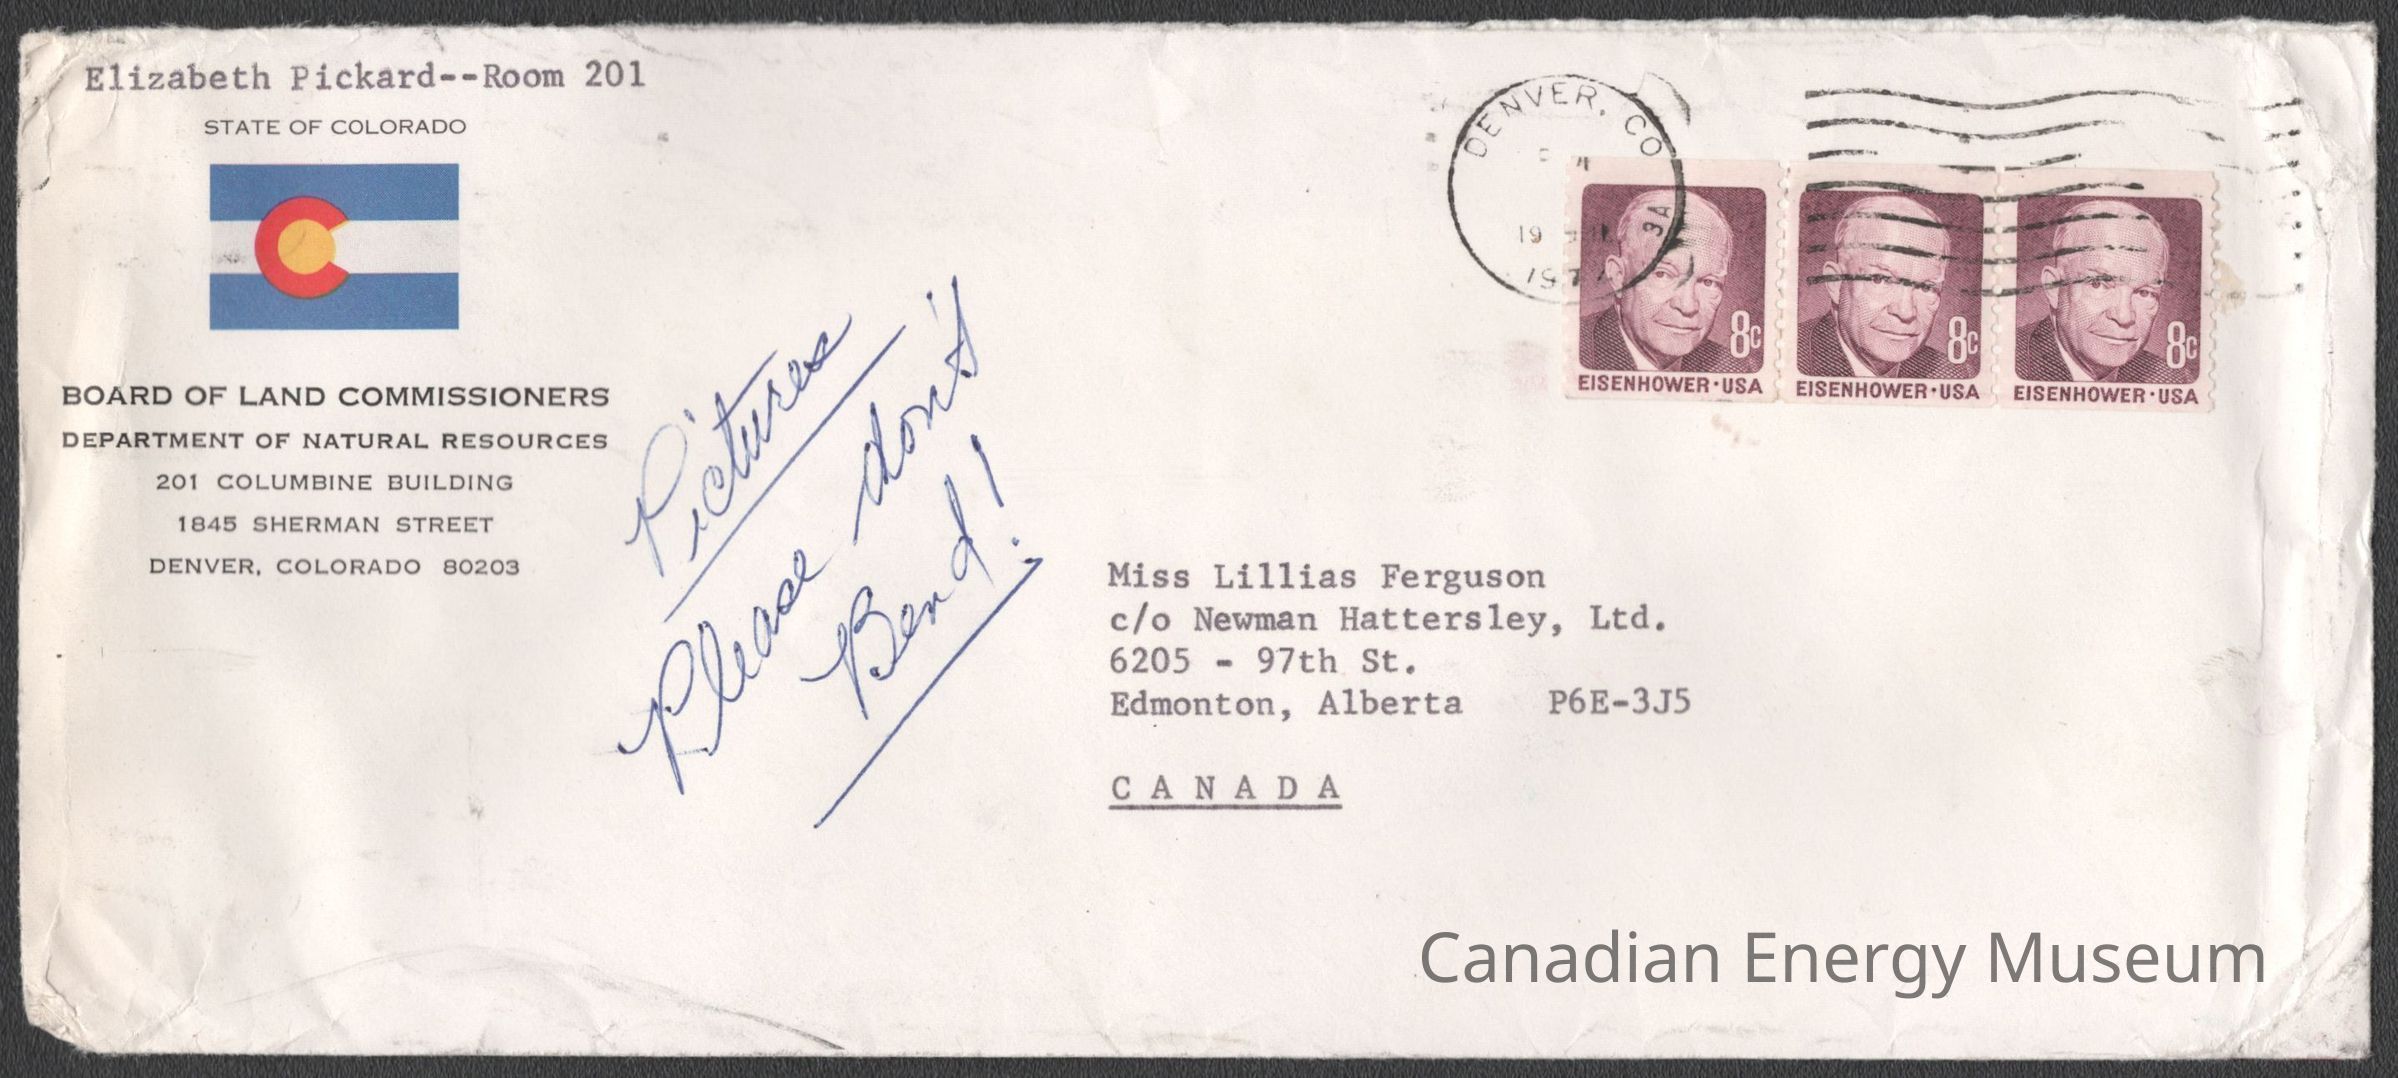 Elizabeth Pickard--Room 201
STATE OF COLORADO
BOARD OF LAND COMMISSIONERS
DEPARTMENT OF NATURAL RESOURCES
201 COLUMBINE BUILDING
1845 SHERMAN STREET
DENVER, COLORADO 80203
Pictures
Please don't
Bend!
DENVER, CO
19
8c
EISENHOWER·USA
8c
EISENHOWER·USA
8c
EISENHOWER·USA
Miss Lillias Ferguson
c/o Newman Hattersley, Ltd.
6205 - 97th St.
Edmonton, Alberta P6E-3J5
CANADA
Canadian Energy Museum